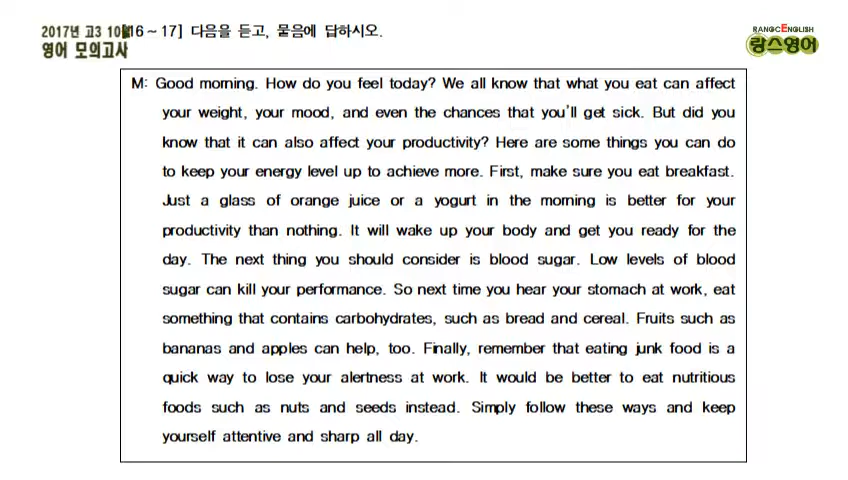 2017년 고3 10월
영어 모의고사
[16～17] 다음을 듣고, 물음에 답하시오.
RANGCENGLISH
랑스영어
M: Good morning. How do you feel today? We all know that what you eat can affect
your weight, your mood, and even the chances that you'll get sick. But did you
know that it can also affect your productivity? Here are some things you can do
to keep your energy level up to achieve more. First, make sure you eat breakfast.
Just a glass of orange juice or a yogurt in the morning is better for your
productivity than nothing. It will wake up your body and get you ready for the
day. The next thing you should consider is blood sugar. Low levels of blood
sugar can kill your performance. So next time you hear your stomach at work, eat
something that contains carbohydrates, such as bread and cereal. Fruits such as
bananas and apples can help, too. Finally, remember that eating junk food is a
quick way to lose your alertness at work. It would be better to eat nutritious
foods such as nuts and seeds instead. Simply follow these ways and keep
yourself attentive and sharp all day.